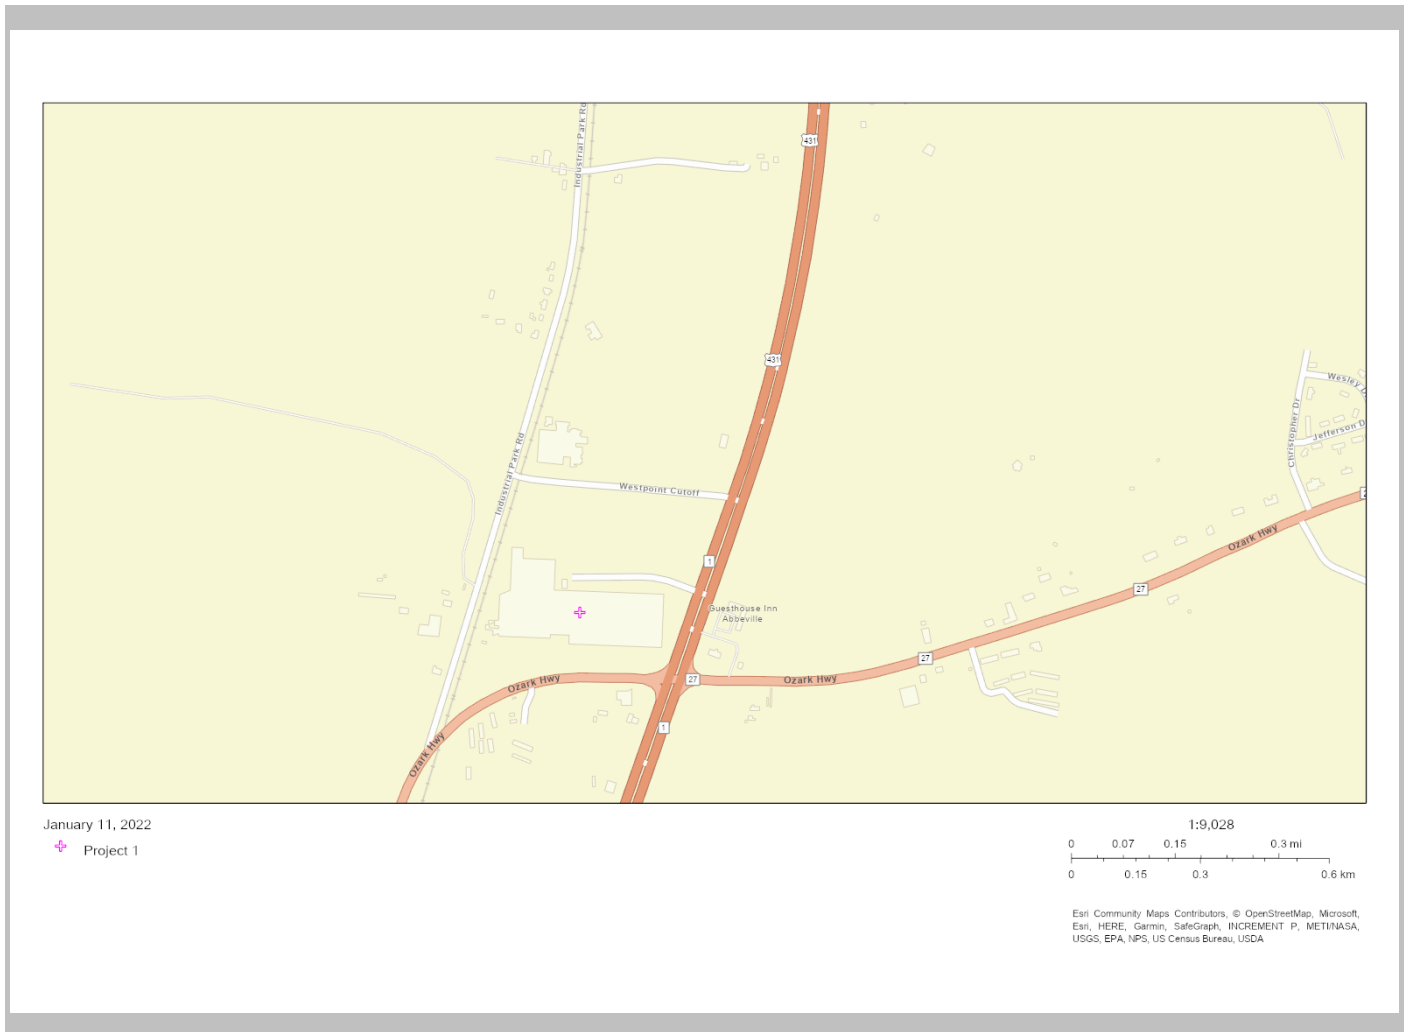 Industrial Park Rd
431
431
Wesley D
Christopher Dr
Jefferson D
Industrial Park Rd
Westpoint Cutoff
2
Ozark Hwy
1
27
Guesthouse Inn
Abbeville
27
Ozark Hwy
27
Ozark Hwy
1
Ozark Hwy
January 11, 2022
Project 1
1:9,028
0 0.07 0.15 0.3 mi
0 0.15 0.3 0.6 km
Esri Community Maps Contributors, © OpenStreetMap, Microsoft,
Esri, HERE, Garmin, SafeGraph, INCREMENT P, METI/NASA,
USGS, EPA, NPS, US Census Bureau, USDA